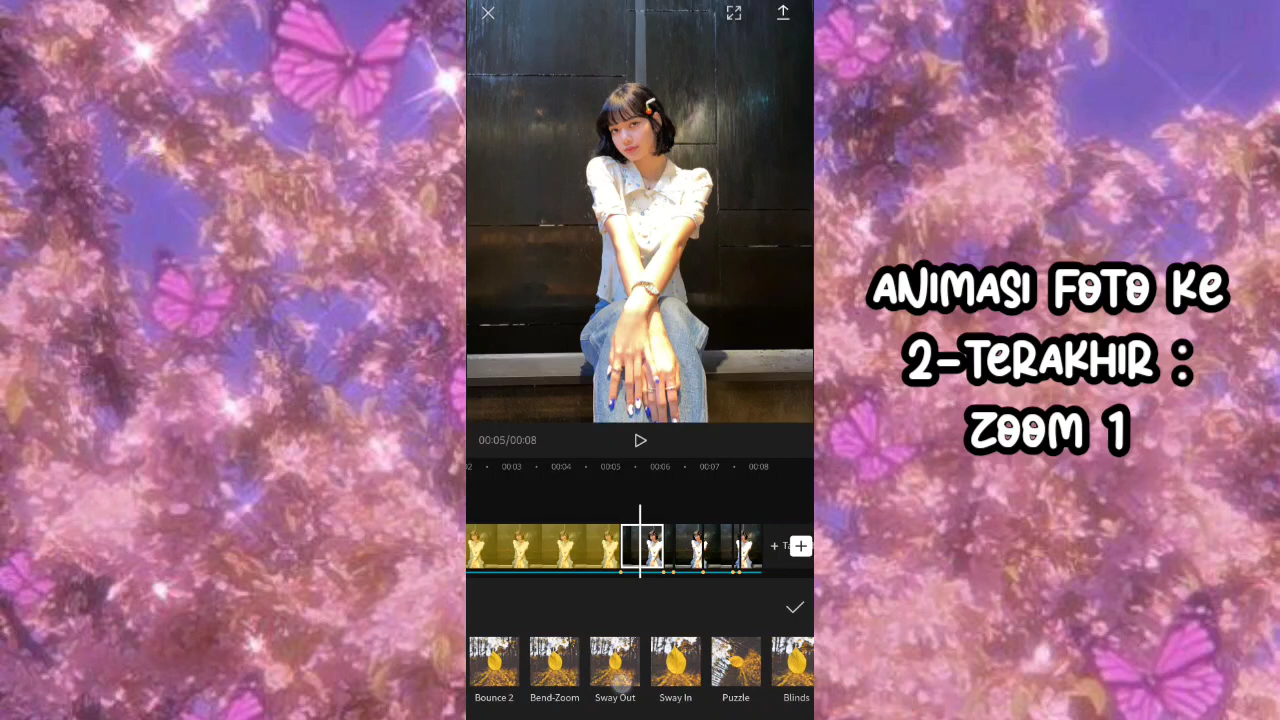 ANIMASI FOTO KE
2-TERAKHIR :
ZOOM 1
00:05/00:08
00:03 00:04 00:05 00:06 00:07 00:08
Bounce 2 Bend-Zoom Sway Out Sway In Puzzle Blinds